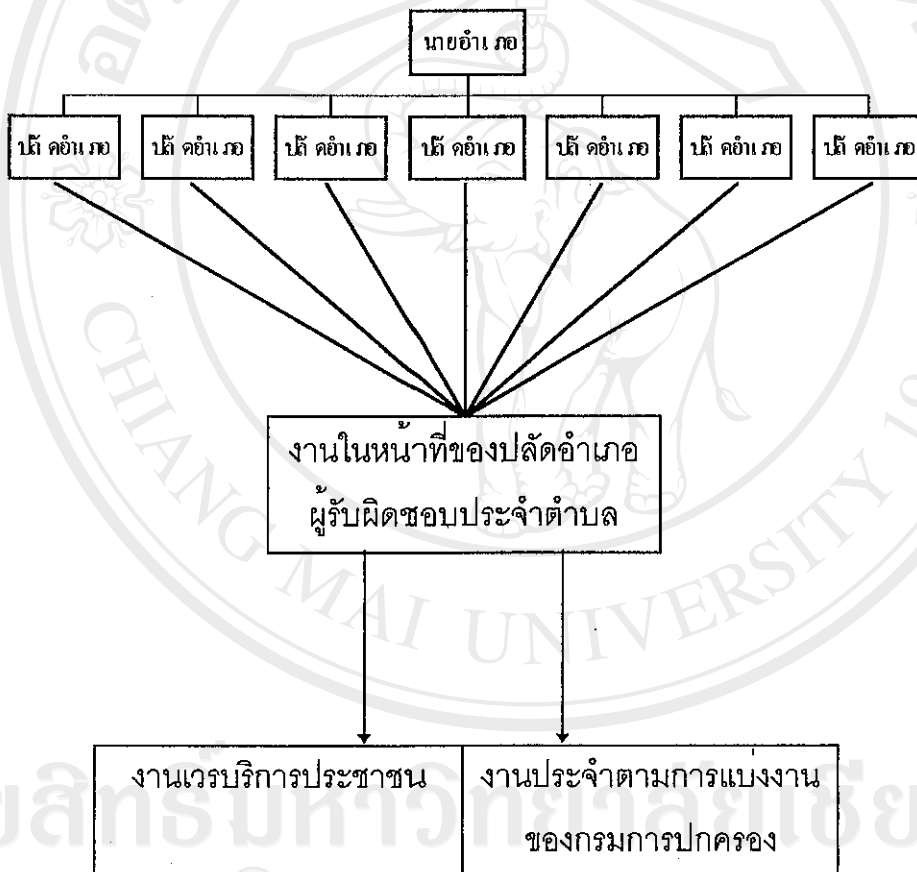 นายอำเภอ
ปลัดอำเภอ ปลัดอำเภอ ปลัดอำเภอ ปลัดอำเภอ ปลัดอำเภอ ปลัดอำเภอ ปลัดอำเภอ
งานในหน้าที่ของปลัดอำเภอ
ผู้รับผิดชอบประจำตำบล
CHIANG MAI UNIVERSITY 19
งานเวรบริการประชาชน
งานประจำตามการแบ่งงาน
ของกรมการปกครอง